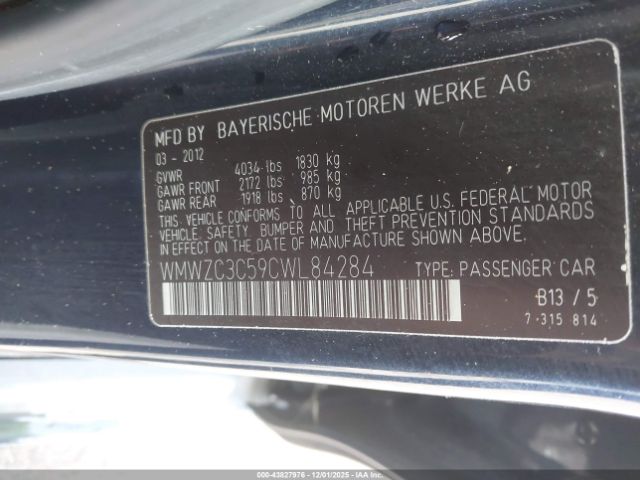 MFD BY BAYERISCHE MOTOREN WERKE AG
03 - 2012
GVWR 4034 lbs 1830 kg
GAWR FRONT 2172 lbs 985 kg
GAWR REAR 1918 lbs 870 kg
THIS VEHICLE CONFORMS TO ALL APPLICABLE U.S. FEDERAL MOTOR
VEHICLE SAFETY, BUMPER AND THEFT PREVENTION STANDARDS
IN EFFECT ON THE DATE OF MANUFACTURE SHOWN ABOVE.
WMWZC3C59CWL84284 TYPE: PASSENGER CAR
B13 / 5
7 315 814
000-43827976 | 12/01/2025 | © IAA Holdings, LLC